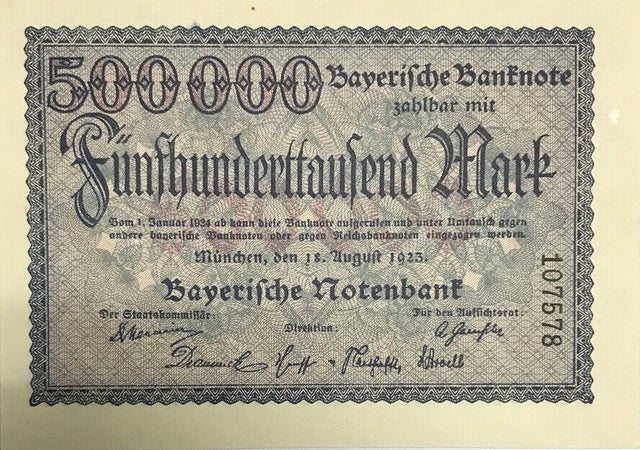 500000 Bayerische Banknote
zahlbar mit
Fünfhunderttausend Mark
Vom 1. Januar 1924 ab kann diese Banknote aufgerufen und unter Umtausch gegen
andere bayerische Banknoten oder gegen Reichsbanknoten eingezogen werden.
München, den 18. August 1923.
Bayerische Notenbank
Der Staatskommissär: Direktion: Für den Aufsichtsrat:
107578